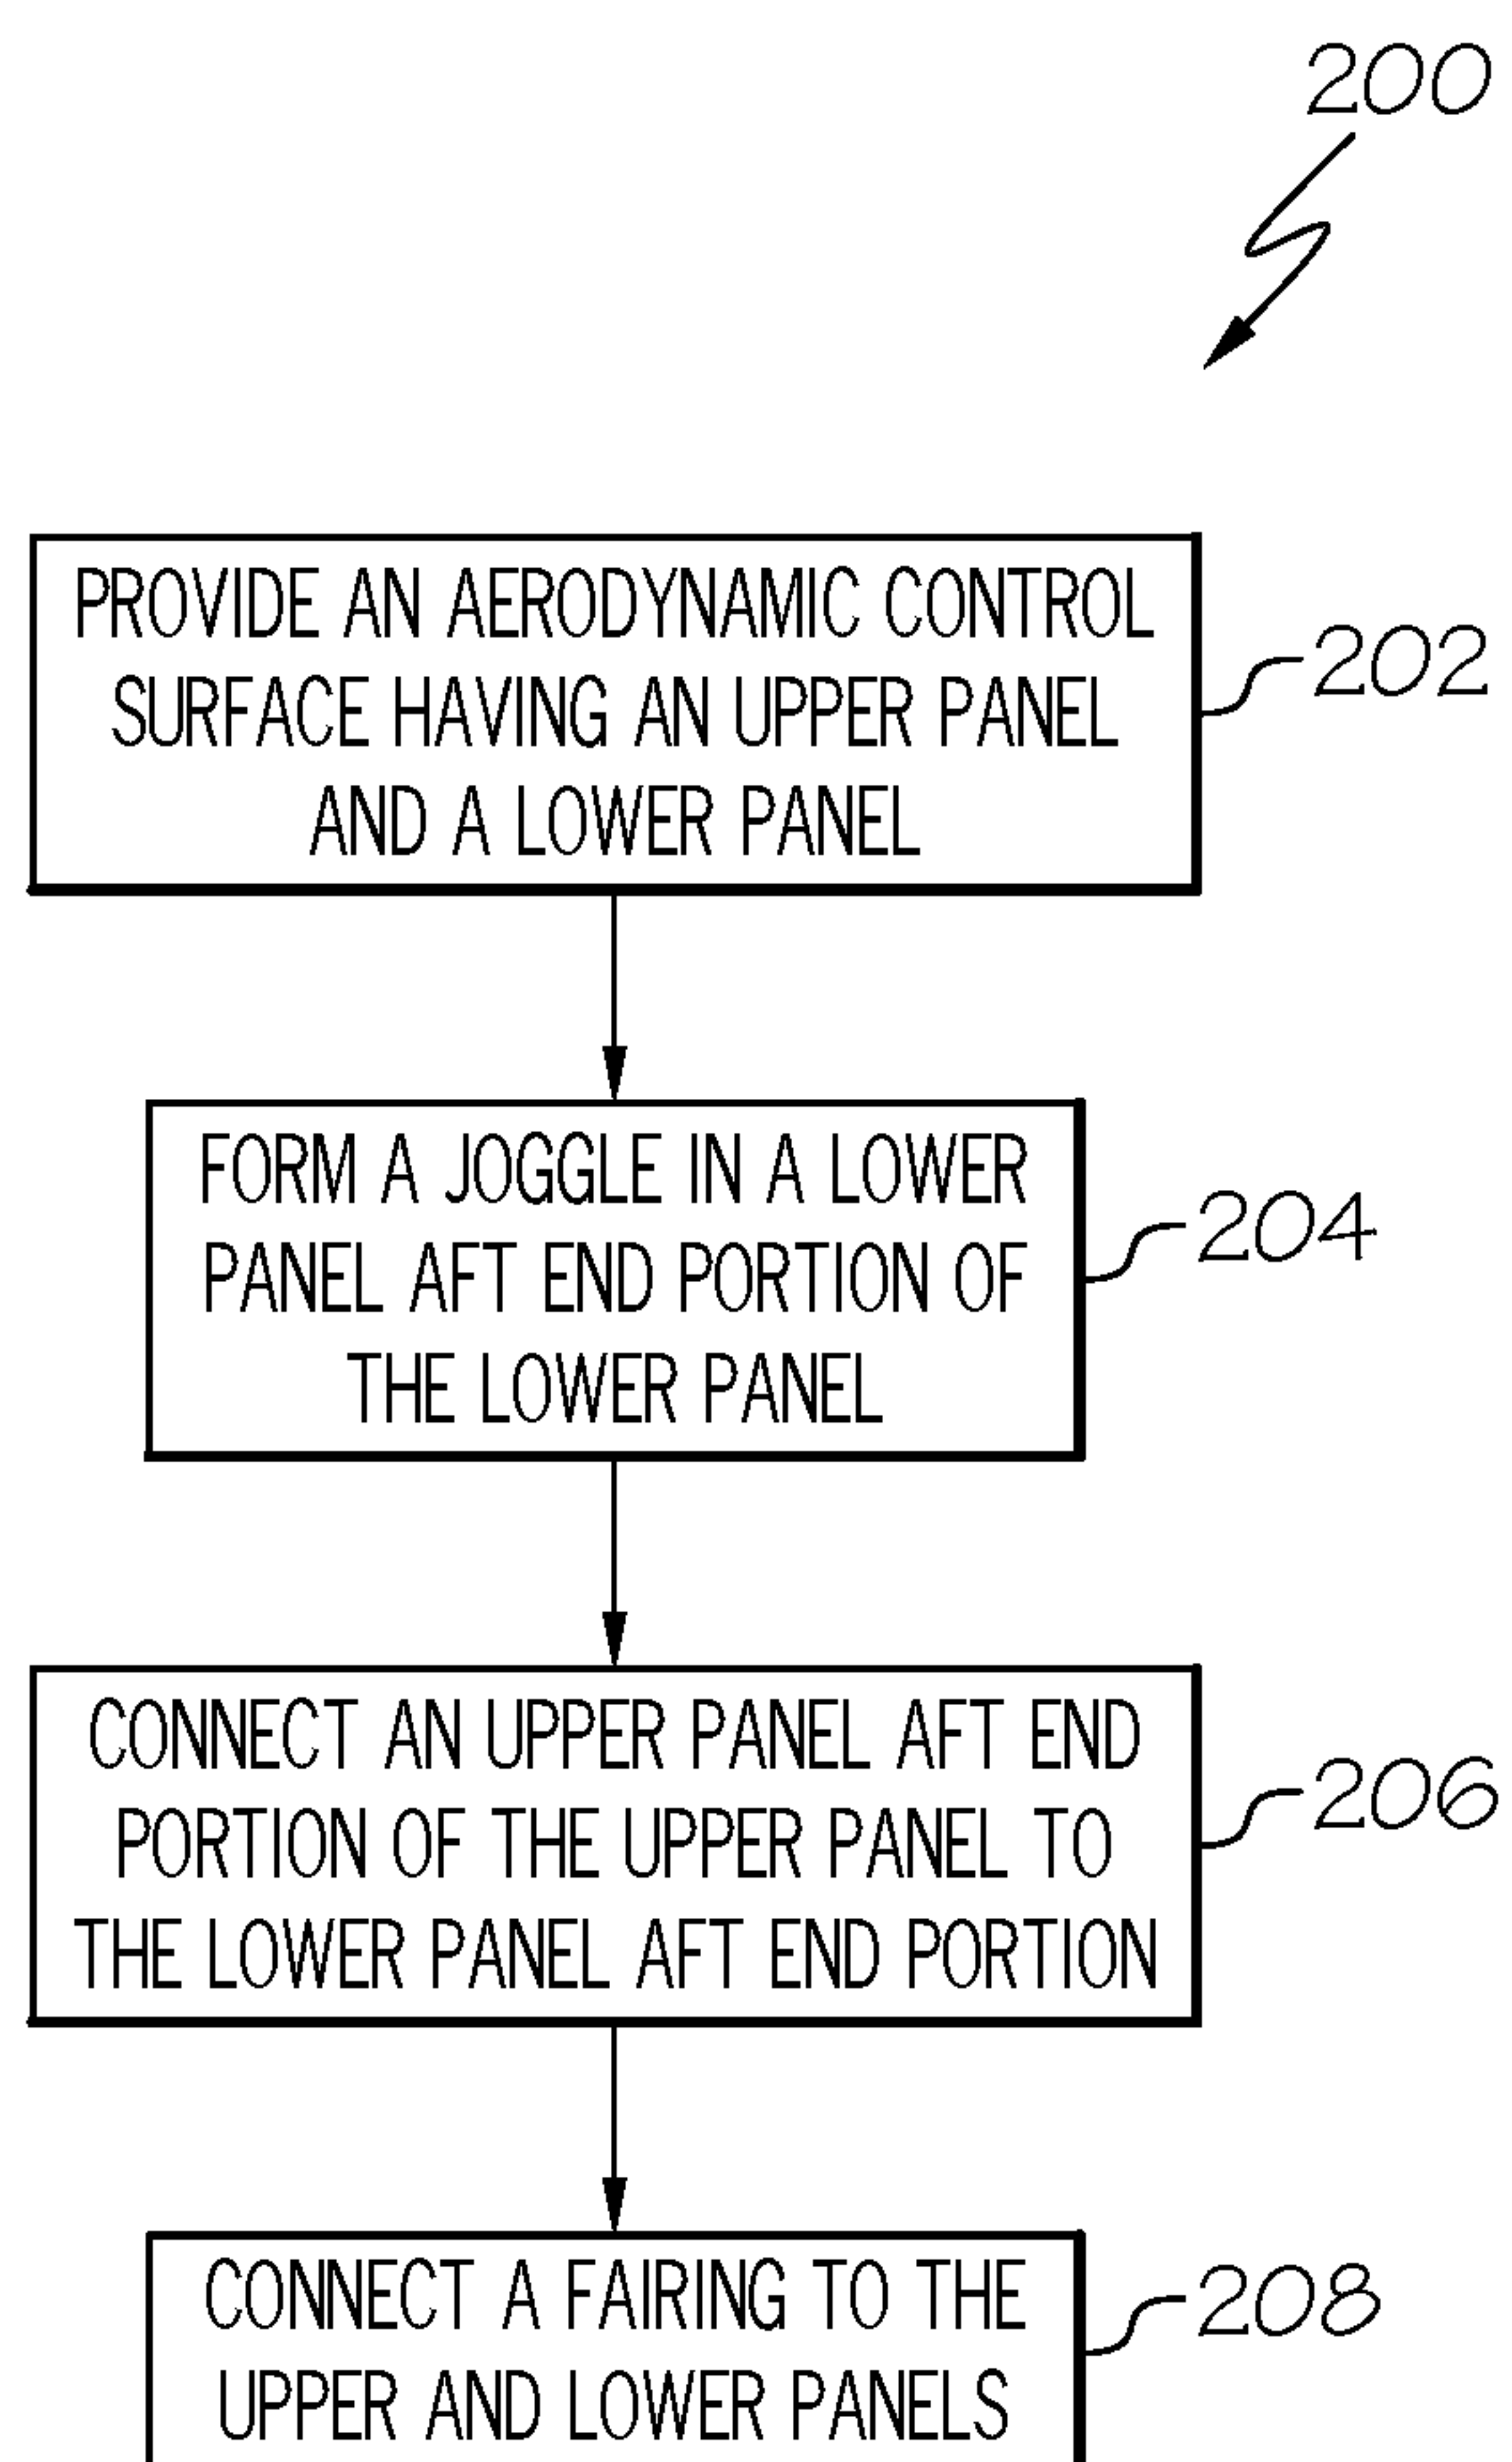 200
PROVIDE AN AERODYNAMIC CONTROL
SURFACE HAVING AN UPPER PANEL
AND A LOWER PANEL
202
FORM A JOGGLE IN A LOWER
PANEL AFT END PORTION OF
THE LOWER PANEL
204
CONNECT AN UPPER PANEL AFT END
PORTION OF THE UPPER PANEL TO
THE LOWER PANEL AFT END PORTION
206
CONNECT A FAIRING TO THE
UPPER AND LOWER PANELS
208